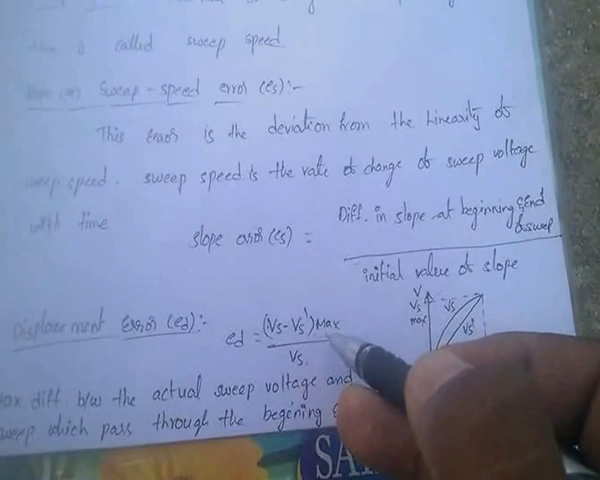 is called sweep speed
Sweep-speed error (es):-
This error is the deviation from the Linearity of
sweep speed. sweep speed is the rate of change of sweep voltage
with time
slope error(es) = Diff. in slope at beginning & end of sweep
initial value of slope
Displacement Error(ed):- ed = (Vs-Vs')Max
Vs.
V
Vs
max
Vs
Vs'
Max diff. b/w the actual sweep voltage and
sweep which pass through the begining &
SA